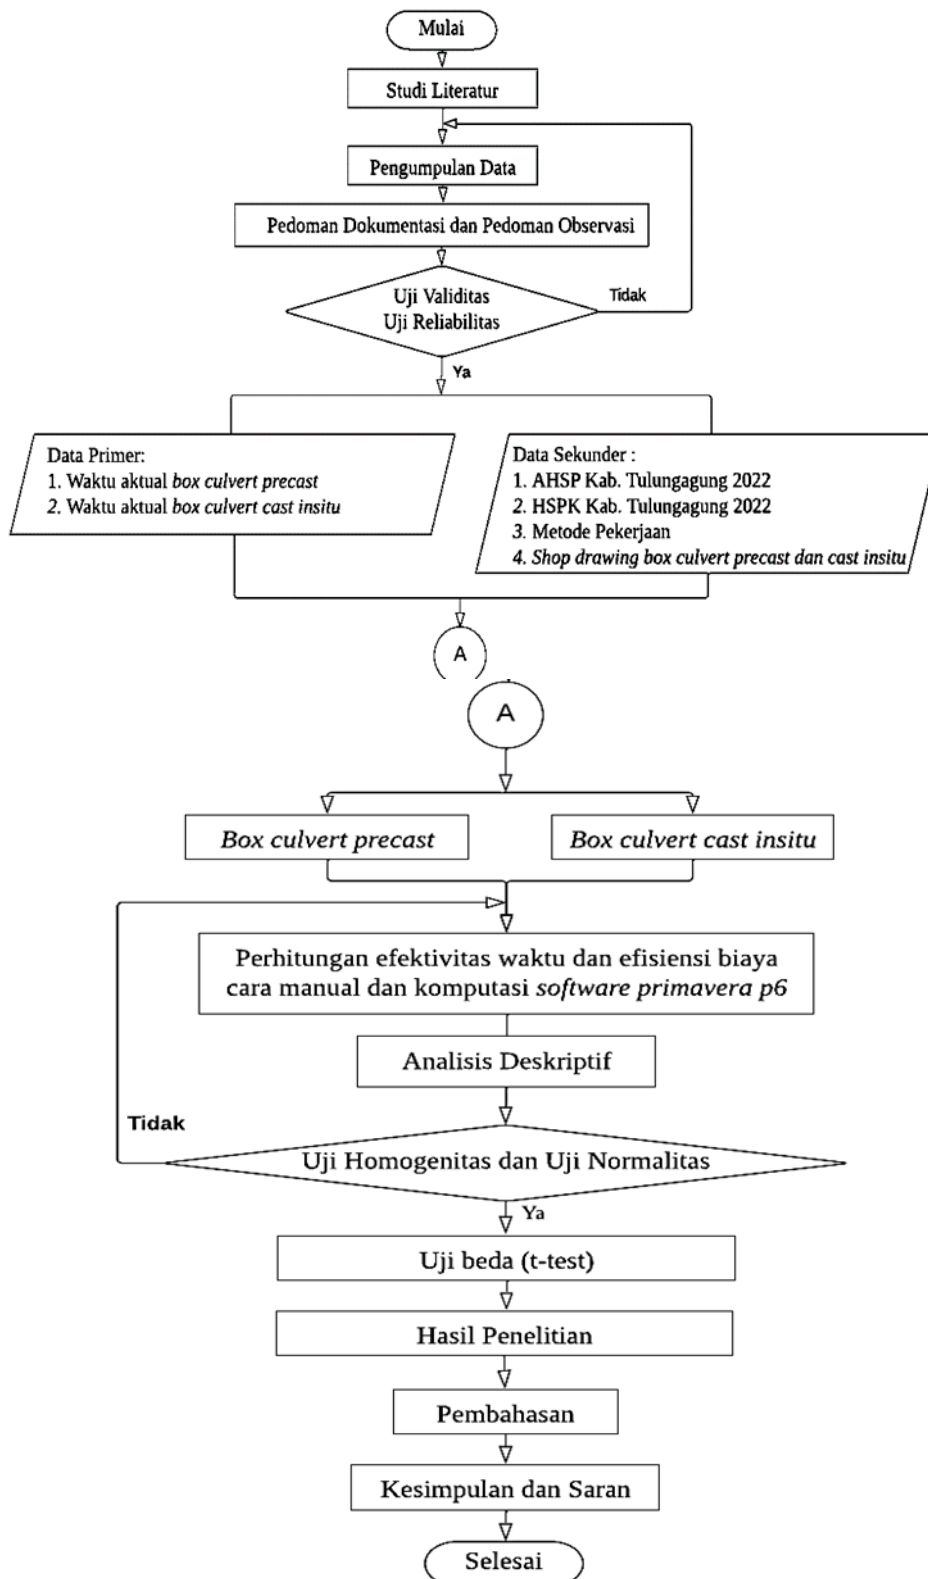 Mulai
Studi Literatur
Pengumpulan Data
Pedoman Dokumentasi dan Pedoman Observasi
Uji Validitas
Uji Reliabilitas
Tidak
Ya
Data Primer:
1. Waktu aktual box culvert precast
2. Waktu aktual box culvert cast insitu
Data Sekunder :
1. AHSP Kab. Tulungagung 2022
2. HSPK Kab. Tulungagung 2022
3. Metode Pekerjaan
4. Shop drawing box culvert precast dan cast insitu
A
A
Box culvert precast
Box culvert cast insitu
Perhitungan efektivitas waktu dan efisiensi biaya
cara manual dan komputasi software primavera p6
Analisis Deskriptif
Tidak
Uji Homogenitas dan Uji Normalitas
Ya
Uji beda (t-test)
Hasil Penelitian
Pembahasan
Kesimpulan dan Saran
Selesai